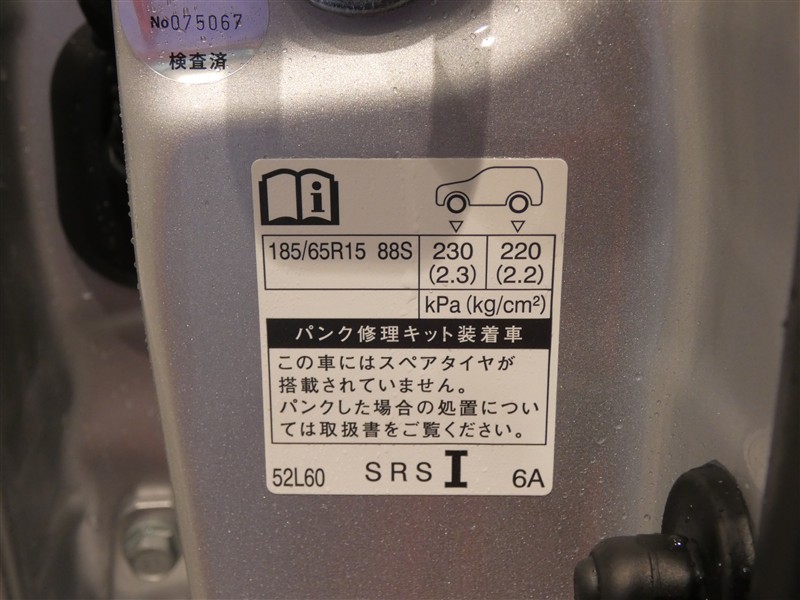 No075067
検査済
i
185/65R15 88S 230 220
(2.3) (2.2)
kPa (kg/cm²)
パンク修理キット装着車
この車にはスペアタイヤが
搭載されていません。
パンクした場合の処置につい
ては取扱書をご覧ください。
52L60 SRS I 6A